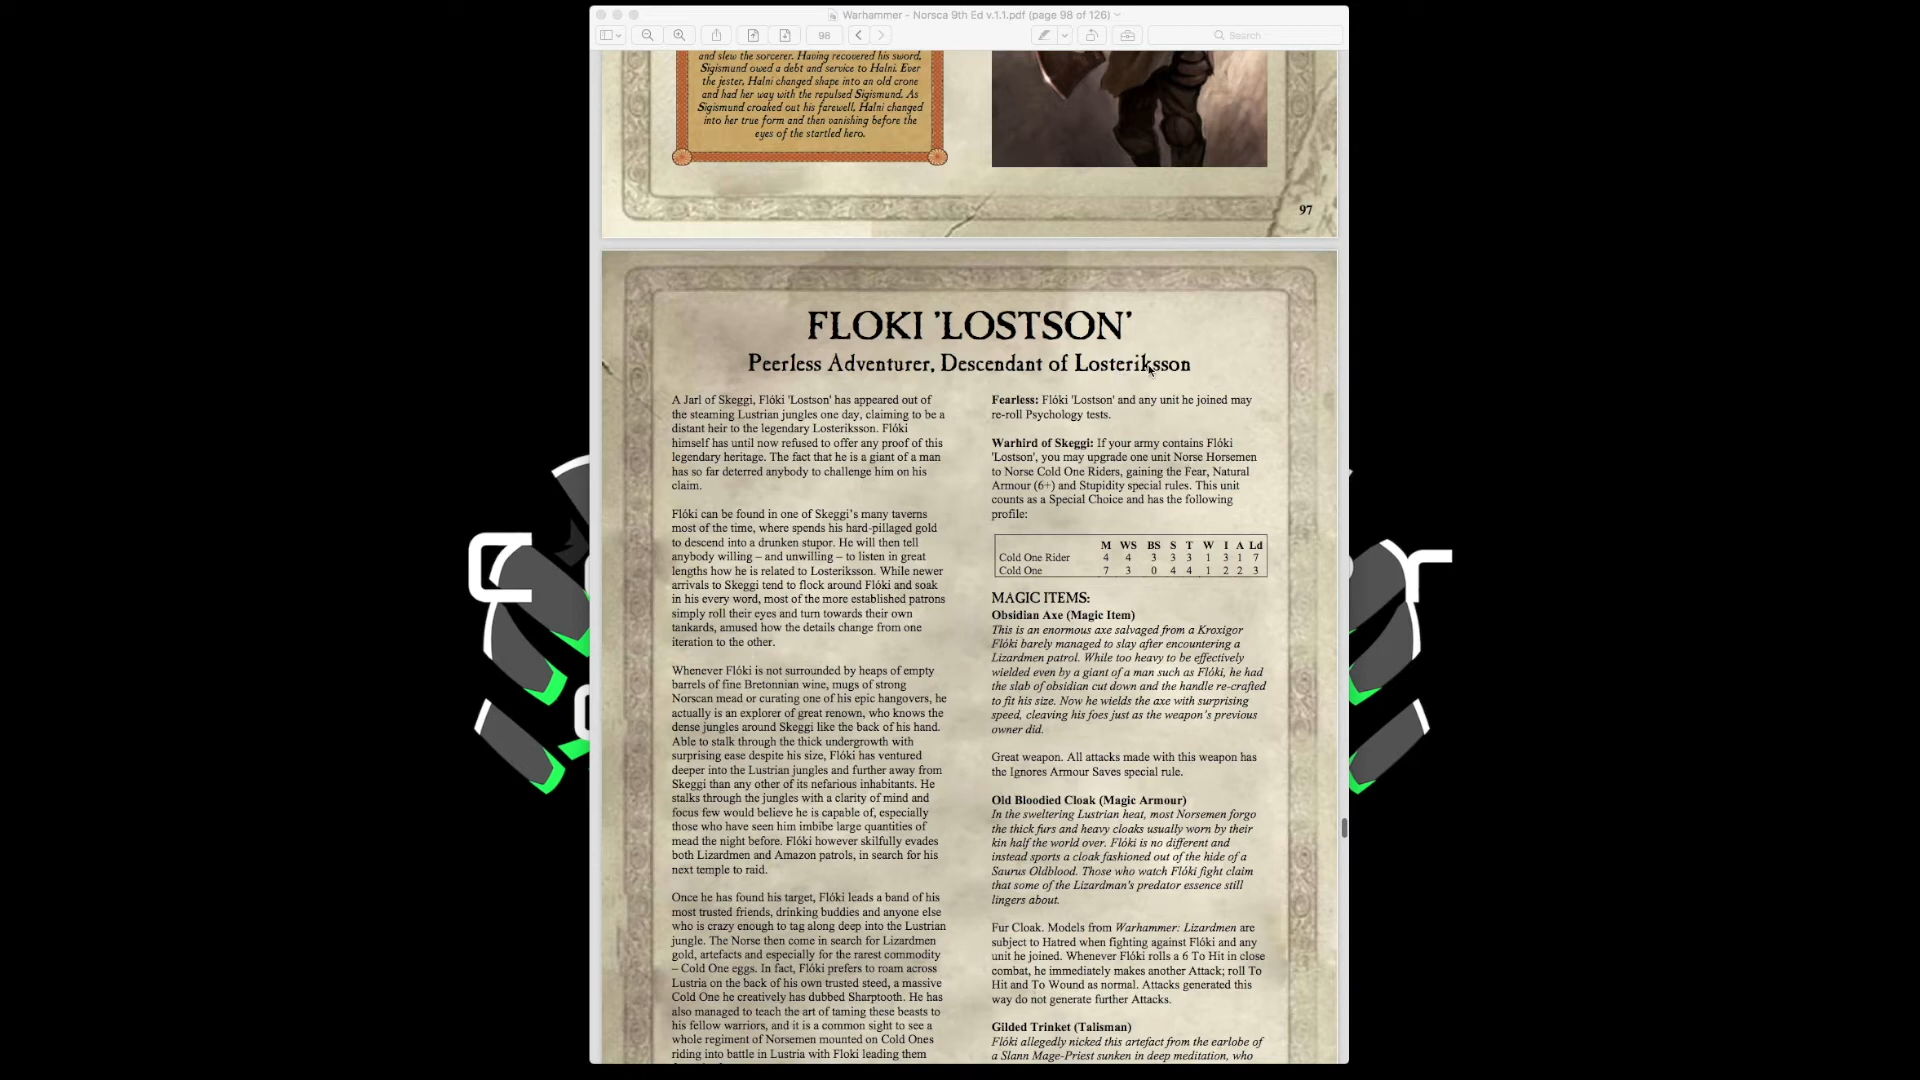 Warhammer - Norsca 9th Ed v.1.1.pdf (page 98 of 126)
98
Search
and slew the sorcerer. Having recovered his sword,
Sigismund owed a debt and service to Halni. Ever
the jester, Halni changed shape into an old crone
and had her way with the repulsed Sigismund. As
Sigismund croaked out his farewell, Halni changed
into her true form and then vanishing before the
eyes of the startled hero.
97
FLOKI 'LOSTSON'
Peerless Adventurer, Descendant of Losteriksson
A Jarl of Skeggi, Flóki 'Lostson' has appeared out of
the steaming Lustrian jungles one day, claiming to be a
distant heir to the legendary Losteriksson. Flóki
himself has until now refused to offer any proof of this
legendary heritage. The fact that he is a giant of a man
has so far deterred anybody to challenge him on his
claim.
Flóki can be found in one of Skeggi's many taverns
most of the time, where spends his hard-pillaged gold
to descend into a drunken stupor. He will then tell
anybody willing – and unwilling – to listen in great
lengths how he is related to Losteriksson. While newer
arrivals to Skeggi tend to flock around Flóki and soak
in his every word, most of the more established patrons
simply roll their eyes and turn towards their own
tankards, amused how the details change from one
iteration to the other.
Whenever Flóki is not surrounded by heaps of empty
barrels of fine Bretonnian wine, mugs of strong
Norscan mead or curating one of his epic hangovers, he
actually is an explorer of great renown, who knows the
dense jungles around Skeggi like the back of his hand.
Able to stalk through the thick undergrowth with
surprising ease despite his size, Flóki has ventured
deeper into the Lustrian jungles and further away from
Skeggi than any other of its nefarious inhabitants. He
stalks through the jungles with a clarity of mind and
focus few would believe he is capable of, especially
those who have seen him imbibe large quantities of
mead the night before. Flóki however skilfully evades
both Lizardmen and Amazon patrols, in search for his
next temple to raid.
Once he has found his target, Flóki leads a band of his
most trusted friends, drinking buddies and anyone else
who is crazy enough to tag along deep into the Lustrian
jungle. The Norse then come in search for Lizardmen
gold, artefacts and especially for the rarest commodity
– Cold One eggs. In fact, Flóki prefers to roam across
Lustria on the back of his own trusted steed, a massive
Cold One he creatively has dubbed Sharptooth. He has
also managed to teach the art of taming these beasts to
his fellow warriors, and it is a common sight to see a
whole regiment of Norsemen mounted on Cold Ones
riding into battle in Lustria with Floki leading them
Fearless: Flóki 'Lostson' and any unit he joined may
re-roll Psychology tests.
Warhird of Skeggi: If your army contains Flóki
'Lostson', you may upgrade one unit Norse Horsemen
to Norse Cold One Riders, gaining the Fear, Natural
Armour (6+) and Stupidity special rules. This unit
counts as a Special Choice and has the following
profile:
M WS BS S T W I A Ld
Cold One Rider 4 4 3 3 3 1 3 1 7
Cold One 7 3 0 4 4 1 2 2 3
MAGIC ITEMS:
Obsidian Axe (Magic Item)
This is an enormous axe salvaged from a Kroxigor
Flóki barely managed to slay after encountering a
Lizardmen patrol. While too heavy to be effectively
wielded even by a giant of a man such as Flóki, he had
the slab of obsidian cut down and the handle re-crafted
to fit his size. Now he wields the axe with surprising
speed, cleaving his foes just as the weapon's previous
owner did.
Great weapon. All attacks made with this weapon has
the Ignores Armour Saves special rule.
Old Bloodied Cloak (Magic Armour)
In the sweltering Lustrian heat, most Norsemen forgo
the thick furs and heavy cloaks usually worn by their
kin half the world over. Flóki is no different and
instead sports a cloak fashioned out of the hide of a
Saurus Oldblood. Those who watch Flóki fight claim
that some of the Lizardman's predator essence still
lingers about.
Fur Cloak. Models from Warhammer: Lizardmen are
subject to Hatred when fighting against Flóki and any
unit he joined. Whenever Flóki rolls a 6 To Hit in close
combat, he immediately makes another Attack; roll To
Hit and To Wound as normal. Attacks generated this
way do not generate further Attacks.
Gilded Trinket (Talisman)
Flóki allegedly nicked this artefact from the earlobe of
a Slann Mage-Priest sunken in deep meditation, who